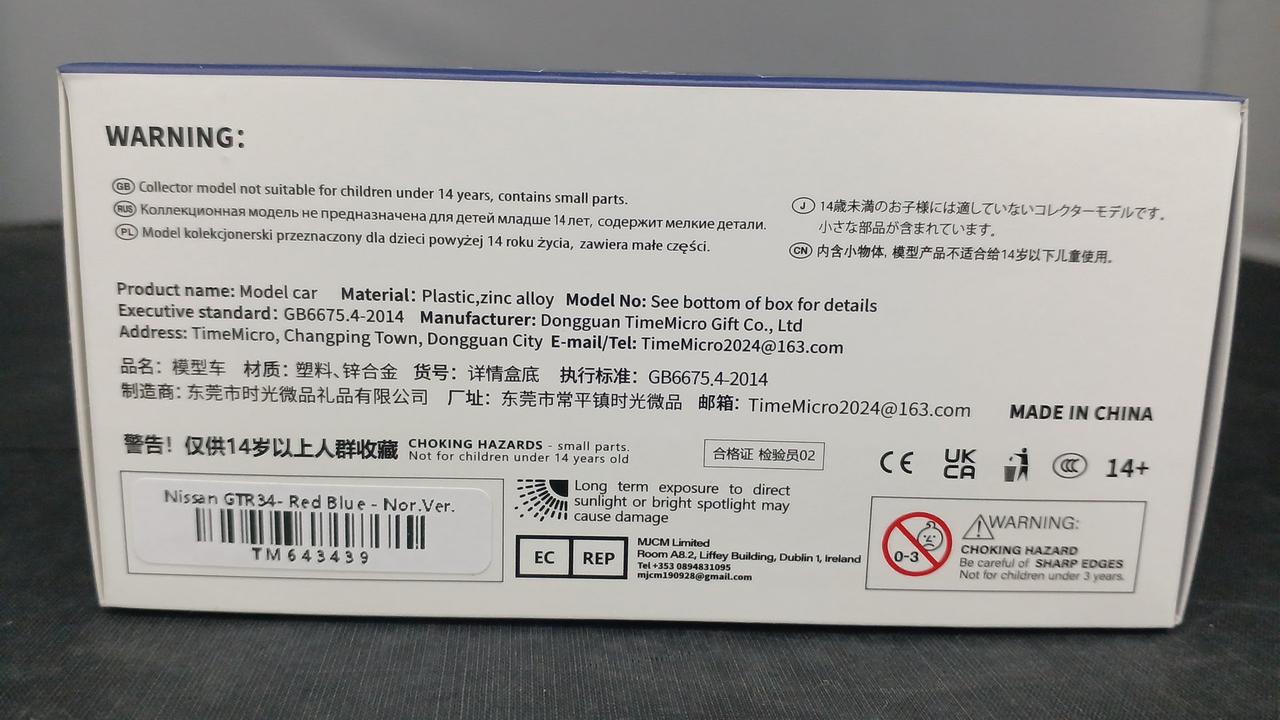 WARNING:
GB Collector model not suitable for children under 14 years, contains small parts.
RUS Коллекционная модель не предназначена для детей младше 14 лет, содержит мелкие детали.
PL Model kolekcjonerski przeznaczony dla dzieci powyżej 14 roku życia, zawiera małe części.
J 14歳未満のお子様には適していないコレクターモデルです。
小さな部品が含まれています。
CN 内含小物体, 模型产品不适合给14岁以下儿童使用。
Product name: Model car Material: Plastic,zinc alloy Model No: See bottom of box for details
Executive standard: GB6675.4-2014 Manufacturer: Dongguan TimeMicro Gift Co., Ltd
Address: TimeMicro, Changping Town, Dongguan City E-mail/Tel: TimeMicro2024@163.com
品名: 模型车 材质: 塑料、锌合金 货号: 详情盒底 执行标准: GB6675.4-2014
制造商: 东莞市时光微品礼品有限公司 厂址: 东莞市常平镇时光微品 邮箱: TimeMicro2024@163.com
MADE IN CHINA
警告! 仅供14岁以上人群收藏
CHOKING HAZARDS - small parts.
Not for children under 14 years old
合格证 检验员02
CE
UK
CA
CCC
14+
Nissan GTR34- Red Blue - Nor.Ver.
TM643439
Long term exposure to direct
sunlight or bright spotlight may
cause damage
EC REP
MJCM Limited
Room A8.2, Liffey Building, Dublin 1, Ireland
Tel +353 0894831095
mjcm190928@gmail.com
0-3
WARNING:
CHOKING HAZARD
Be careful of SHARP EDGES
Not for children under 3 years.